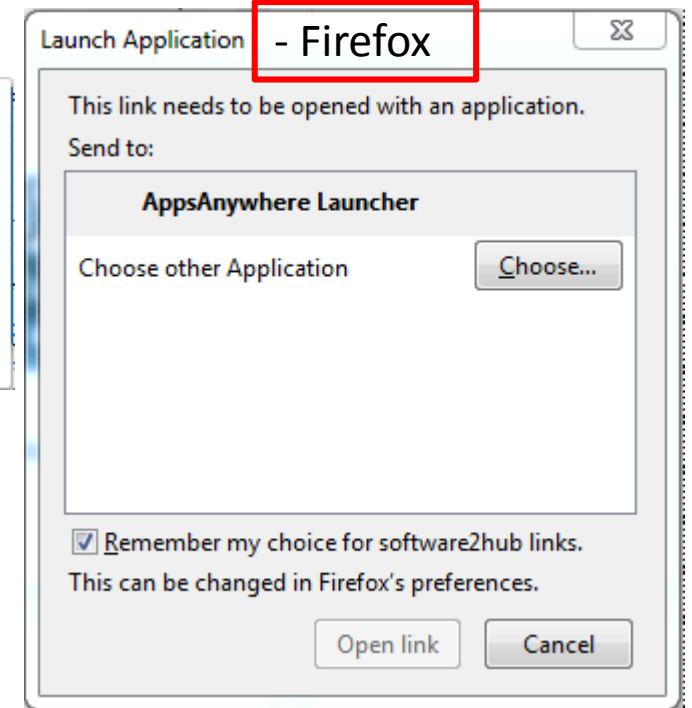 Launch Application - Firefox
This link needs to be opened with an application.
Send to:
AppsAnywhere Launcher
Choose other Application Choose...
Remember my choice for software2hub links.
This can be changed in Firefox's preferences.
Open link Cancel